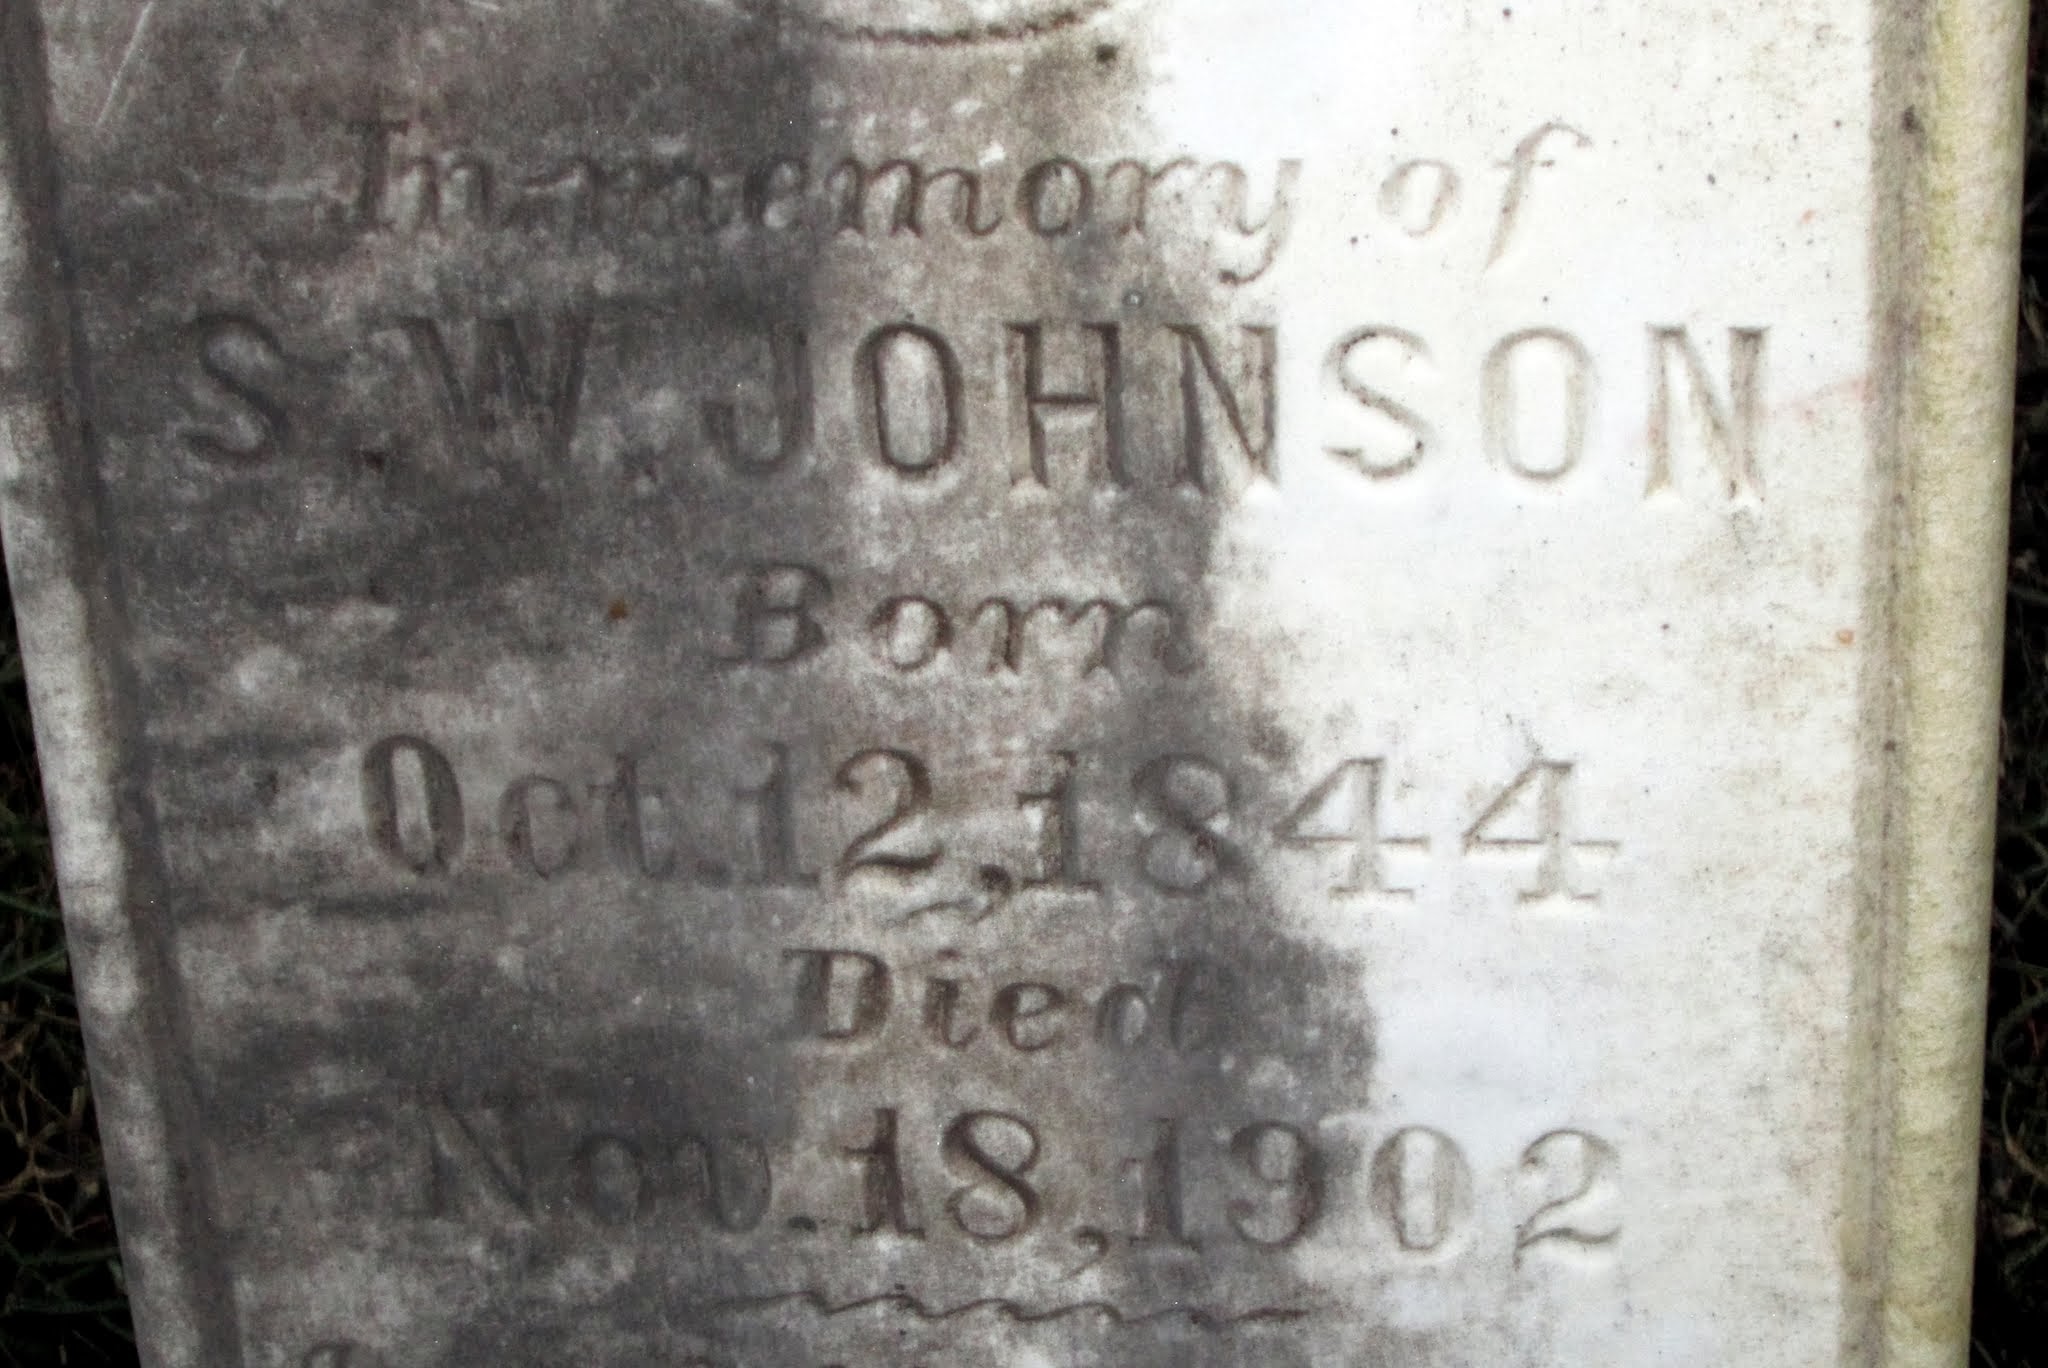 In memory of
S. W. JOHNSON
Born
Oct. 12, 1844
Died
Nov. 18, 1902